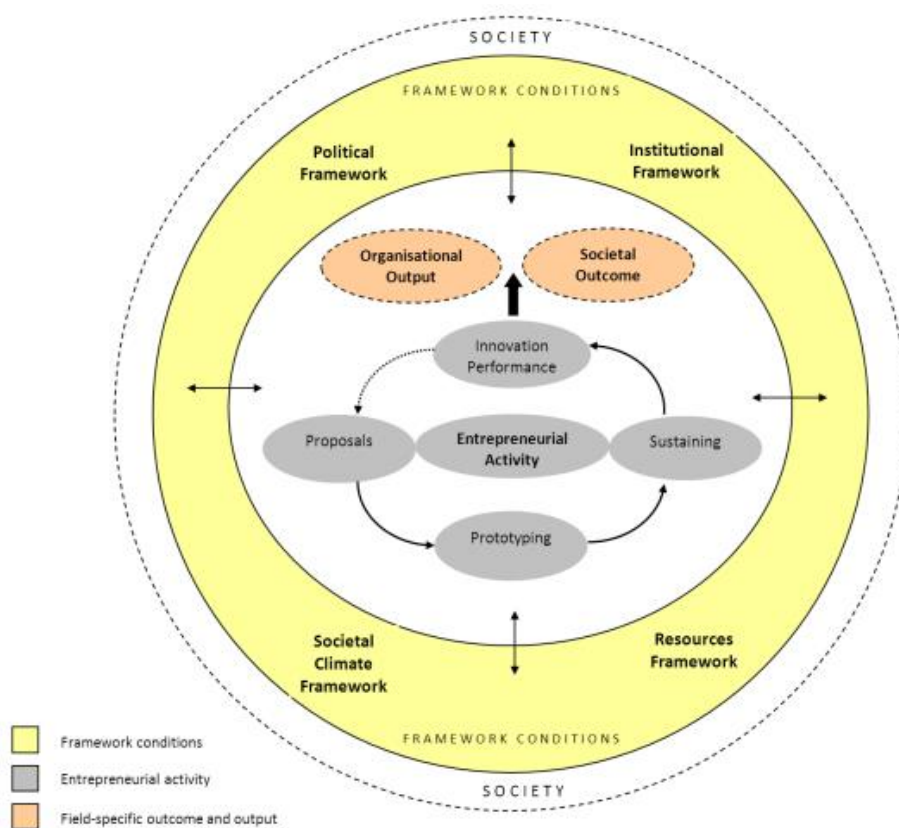 SOCIETY
FRAMEWORK CONDITIONS
Political
Framework
Institutional
Framework
Organisational
Output
Societal
Outcome
Innovation
Performance
Proposals
Entrepreneurial
Activity
Sustaining
Prototyping
Societal
Climate
Framework
Resources
Framework
FRAMEWORK CONDITIONS
SOCIETY
Framework conditions
Entrepreneurial activity
Field-specific outcome and output